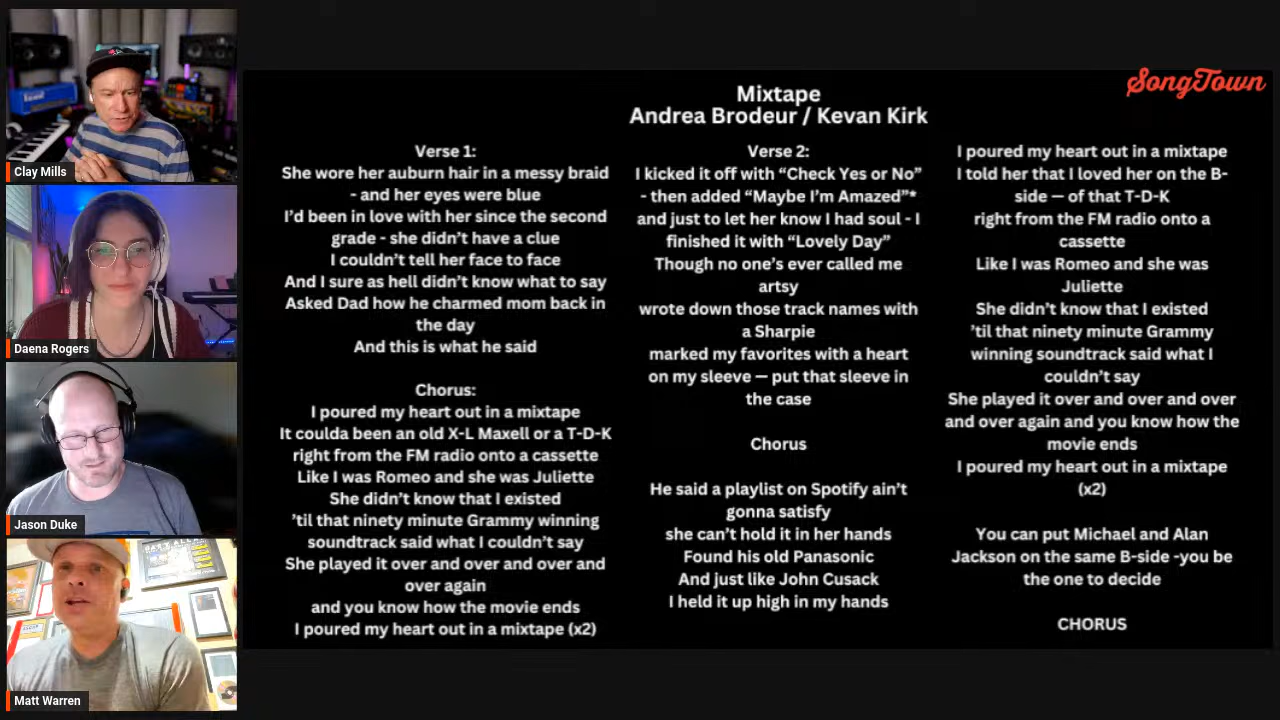 SongTown
Mixtape
Andrea Brodeur / Kevan Kirk
Verse 1:
She wore her auburn hair in a messy braid
- and her eyes were blue
I'd been in love with her since the second
grade - she didn't have a clue
I couldn't tell her face to face
And I sure as hell didn't know what to say
Asked Dad how he charmed mom back in
the day
And this is what he said
Chorus:
I poured my heart out in a mixtape
It coulda been an old X-L Maxell or a T-D-K
right from the FM radio onto a cassette
Like I was Romeo and she was Juliette
She didn't know that I existed
'til that ninety minute Grammy winning
soundtrack said what I couldn't say
She played it over and over and over and
over again
and you know how the movie ends
I poured my heart out in a mixtape (x2)
Verse 2:
I kicked it off with “Check Yes or No”
- then added “Maybe I'm Amazed”*
and just to let her know I had soul - I
finished it with “Lovely Day”
Though no one's ever called me
artsy
wrote down those track names with
a Sharpie
marked my favorites with a heart
on my sleeve — put that sleeve in
the case
Chorus
He said a playlist on Spotify ain't
gonna satisfy
she can't hold it in her hands
Found his old Panasonic
And just like John Cusack
I held it up high in my hands
I poured my heart out in a mixtape
I told her that I loved her on the B-
side — of that T-D-K
right from the FM radio onto a
cassette
Like I was Romeo and she was
Juliette
She didn't know that I existed
'til that ninety minute Grammy
winning soundtrack said what I
couldn't say
She played it over and over and over
and over again and you know how the
movie ends
I poured my heart out in a mixtape
(x2)
You can put Michael and Alan
Jackson on the same B-side -you be
the one to decide
CHORUS
Clay Mills
Daena Rogers
Jason Duke
Matt Warren